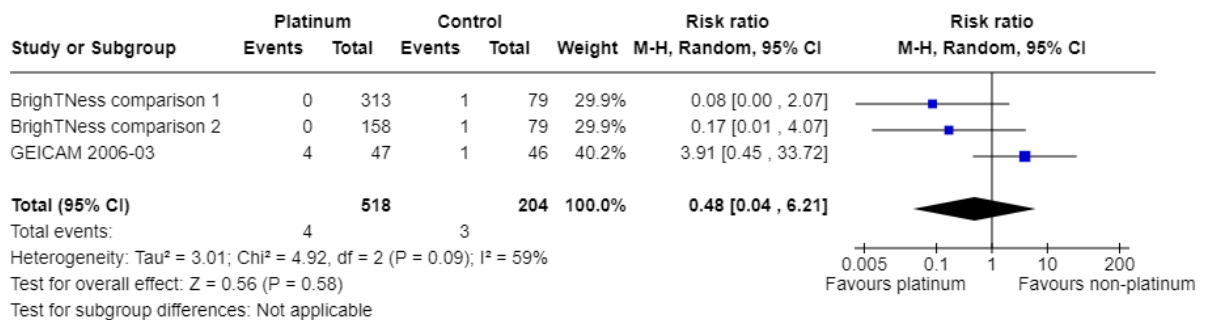 Platinum Control Risk ratio Risk ratio
Study or Subgroup Events Total Events Total Weight M-H, Random, 95% CI M-H, Random, 95% CI
BrighTNess comparison 1 0 313 1 79 29.9% 0.08 [0.00 , 2.07]
BrighTNess comparison 2 0 158 1 79 29.9% 0.17 [0.01 , 4.07]
GEICAM 2006-03 4 47 1 46 40.2% 3.91 [0.45 , 33.72]
Total (95% CI) 518 204 100.0% 0.48 [0.04 , 6.21]
Total events: 4 3
Heterogeneity: Tau² = 3.01; Chi² = 4.92, df = 2 (P = 0.09); I² = 59%
Test for overall effect: Z = 0.56 (P = 0.58)
Test for subgroup differences: Not applicable
0.005 0.1 1 10 200
Favours platinum Favours non-platinum